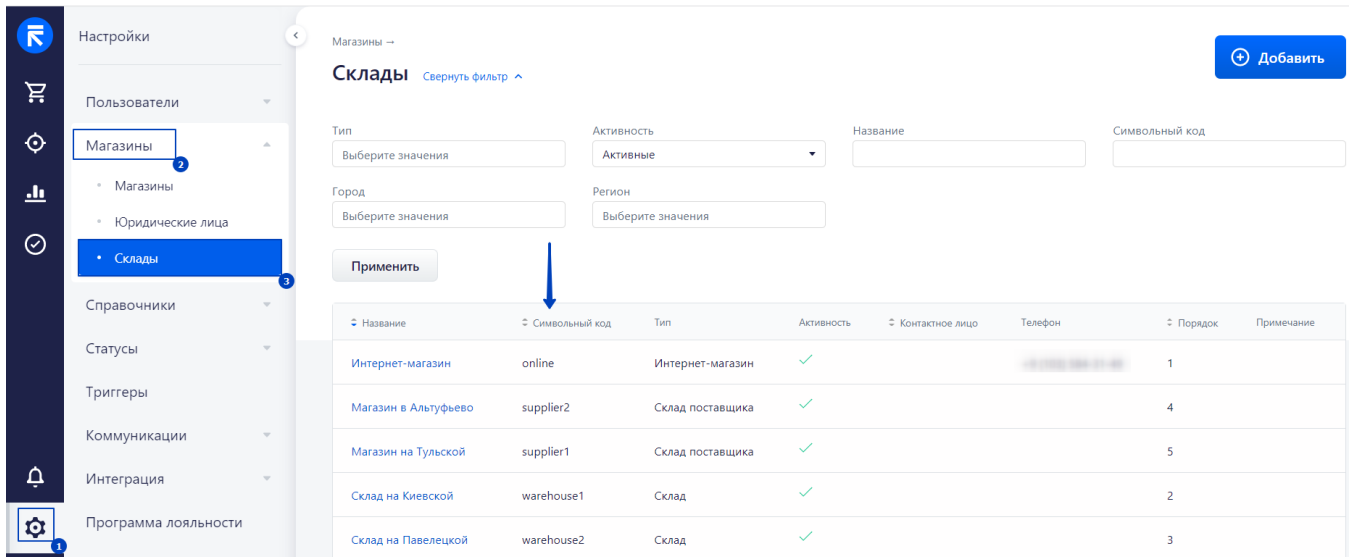 Настройки
Пользователи
Магазины
2
Магазины
Юридические лица
Склады
3
Справочники
Статусы
Триггеры
Коммуникации
Интеграция
Программа лояльности
1
Магазины →
Склады Свернуть фильтр
Добавить
Тип Активность Название Символьный код
Выберите значения Активные
Город Регион
Выберите значения Выберите значения
Применить
Название Символьный код Тип Активность Контактное лицо Телефон Порядок Примечание
Интернет-магазин online Интернет-магазин 1
Магазин в Альтуфьево supplier2 Склад поставщика 4
Магазин на Тульской supplier1 Склад поставщика 5
Склад на Киевской warehouse1 Склад 2
Склад на Павелецкой warehouse2 Склад 3